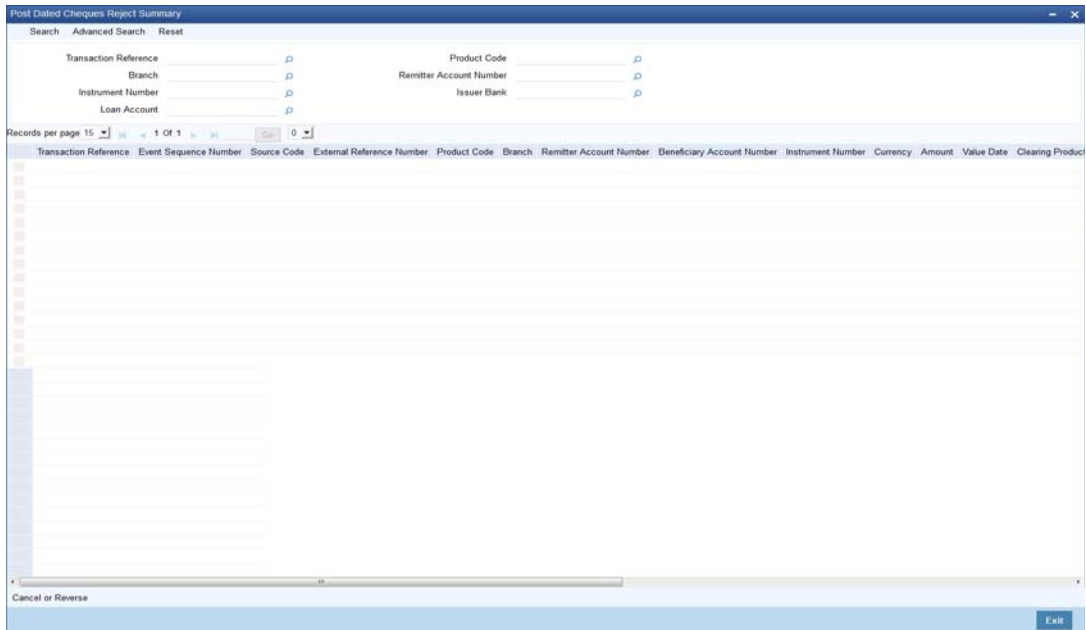 Post Dated Cheques Reject Summary
Search Advanced Search Reset
Transaction Reference Product Code
Branch Remitter Account Number
Instrument Number Issuer Bank
Loan Account
Records per page 15 1 Of 1 Go 0
Transaction Reference Event Sequence Number Source Code External Reference Number Product Code Branch Remitter Account Number Beneficiary Account Number Instrument Number Currency Amount Value Date Clearing Product
Cancel or Reverse
Exit